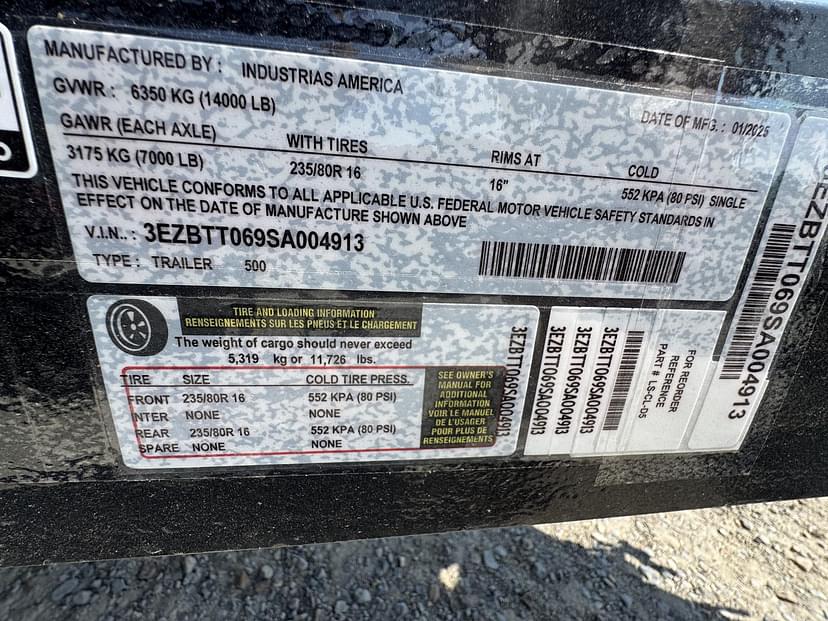 MANUFACTURED BY : INDUSTRIAS AMERICA
GVWR : 6350 KG (14000 LB)
DATE OF MFG. : 01/2025
GAWR (EACH AXLE) WITH TIRES RIMS AT COLD
3175 KG (7000 LB) 235/80R 16 16" 552 KPA (80 PSI) SINGLE
THIS VEHICLE CONFORMS TO ALL APPLICABLE U.S. FEDERAL MOTOR VEHICLE SAFETY STANDARDS IN
EFFECT ON THE DATE OF MANUFACTURE SHOWN ABOVE
V.I.N.. : 3EZBTT069SA004913
TYPE : TRAILER 500
TIRE AND LOADING INFORMATION
RENSEIGNEMENTS SUR LES PNEUS ET LE CHARGEMENT
The weight of cargo should never exceed
5,319 kg or 11,726 lbs.
TIRE SIZE COLD TIRE PRESS.
FRONT 235/80R 16 552 KPA (80 PSI)
INTER NONE NONE
REAR 235/80R 16 552 KPA (80 PSI)
SPARE NONE NONE
SEE OWNER'S
MANUAL FOR
ADDITIONAL
INFORMATION
VOIR LE MANUEL
DE L'USAGER
POUR PLUS DE
RENSEIGNEMENTS
3EZBTT069SA004913
3EZBTT069SA004913
3EZBTT069SA004913
3EZBTT069SA004913
FOR REORDER
REFERENCE
PART # LS-CL-05
3EZBTT069SA004913